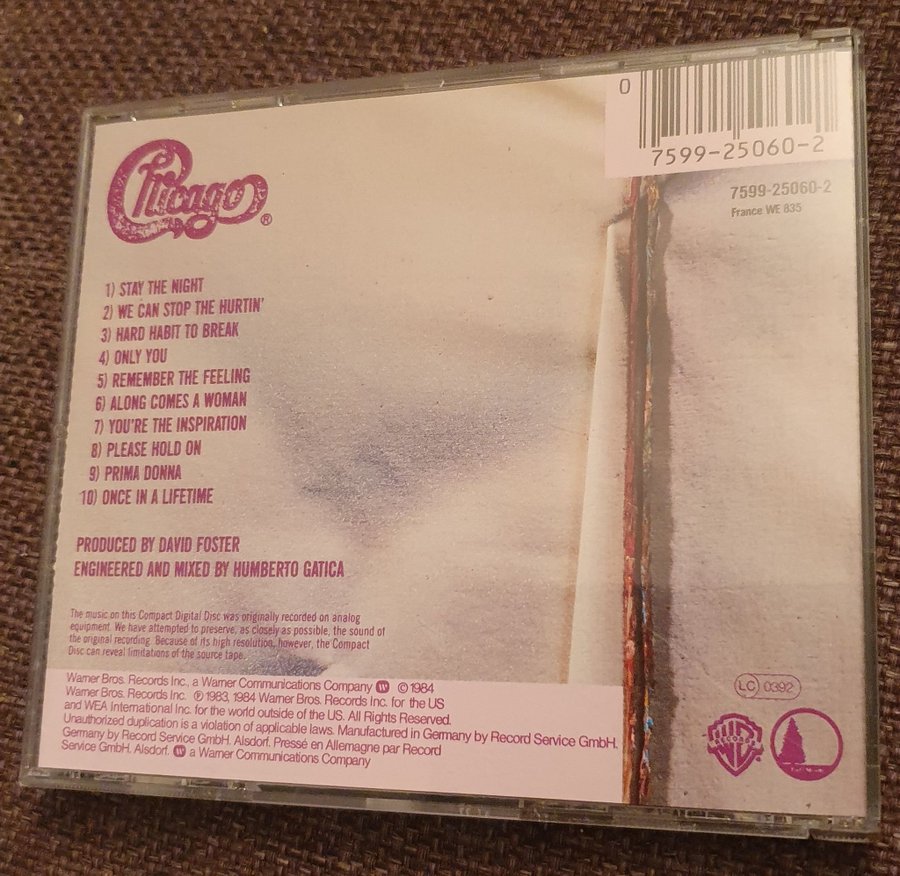 0
7599-25060-2
7599-25060-2
France WE 835
Chicago®
1) STAY THE NIGHT
2) WE CAN STOP THE HURTIN'
3) HARD HABIT TO BREAK
4) ONLY YOU
5) REMEMBER THE FEELING
6) ALONG COMES A WOMAN
7) YOU'RE THE INSPIRATION
8) PLEASE HOLD ON
9) PRIMA DONNA
10) ONCE IN A LIFETIME
PRODUCED BY DAVID FOSTER
ENGINEERED AND MIXED BY HUMBERTO GATICA
The music on this Compact Digital Disc was originally recorded on analog
equipment. We have attempted to preserve, as closely as possible, the sound of
the original recording. Because of its high resolution, however, the Compact
Disc can reveal limitations of the source tape.
Warner Bros. Records Inc., a Warner Communications Company W ©1984
Warner Bros. Records Inc. ℗ 1983, 1984 Warner Bros. Records Inc. for the US
and WEA International Inc. for the world outside of the US. All Rights Reserved.
Unauthorized duplication is a violation of applicable laws. Manufactured in Germany by Record Service GmbH.
Germany by Record Service GmbH. Alsdorf. Pressé en Allemagne par Record
Service GmbH. Alsdorf. W a Warner Communications Company
LC 0392
WB
RECORDS